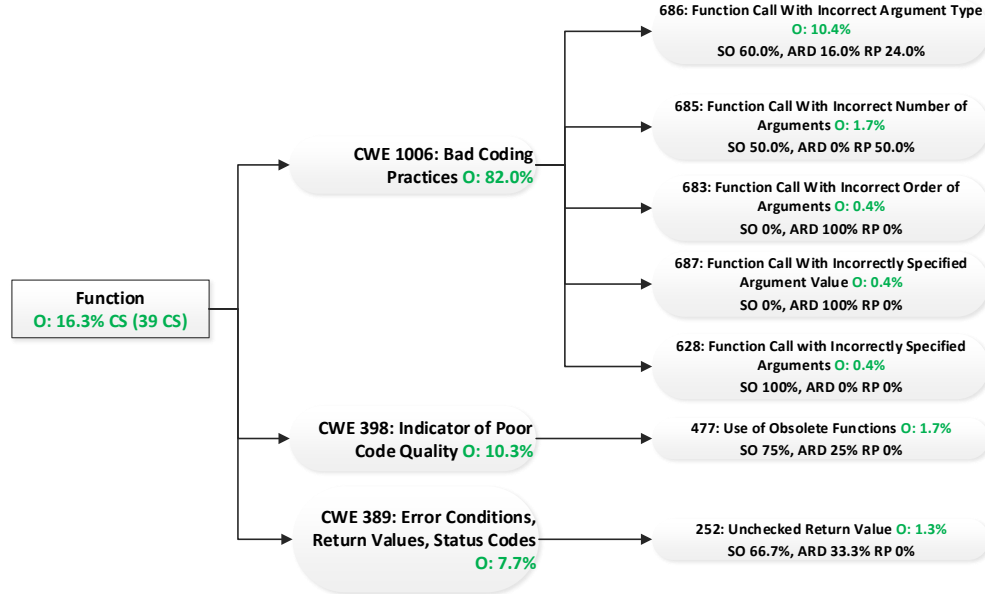 686: Function Call With Incorrect Argument Type
O: 10.4%
SO 60.0%, ARD 16.0% RP 24.0%
685: Function Call With Incorrect Number of
Arguments O: 1.7%
SO 50.0%, ARD 0% RP 50.0%
CWE 1006: Bad Coding
Practices O: 82.0%
683: Function Call With Incorrect Order of
Arguments O: 0.4%
SO 0%, ARD 100% RP 0%
687: Function Call With Incorrectly Specified
Argument Value O: 0.4%
SO 0%, ARD 100% RP 0%
Function
O: 16.3% CS (39 CS)
628: Function Call with Incorrectly Specified
Arguments O: 0.4%
SO 100%, ARD 0% RP 0%
CWE 398: Indicator of Poor
Code Quality O: 10.3%
477: Use of Obsolete Functions O: 1.7%
SO 75%, ARD 25% RP 0%
CWE 389: Error Conditions,
Return Values, Status Codes
O: 7.7%
252: Unchecked Return Value O: 1.3%
SO 66.7%, ARD 33.3% RP 0%